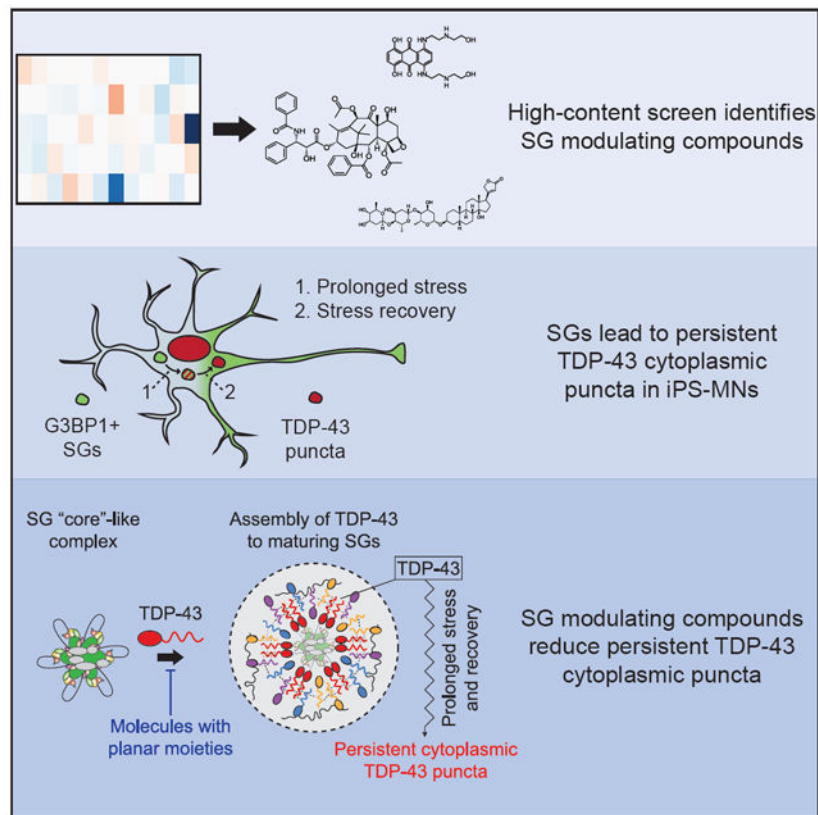 High-content screen identifies
SG modulating compounds
1. Prolonged stress
2. Stress recovery
1
2
G3BP1+
SGs
TDP-43
puncta
SGs lead to persistent
TDP-43 cytoplasmic
puncta in iPS-MNs
SG "core"-like
complex
Assembly of TDP-43
to maturing SGs
TDP-43
TDP-43
Prolonged stress
and recovery
Molecules with
planar moieties
Persistent cytoplasmic
TDP-43 puncta
SG modulating compounds
reduce persistent TDP-43
cytoplasmic puncta